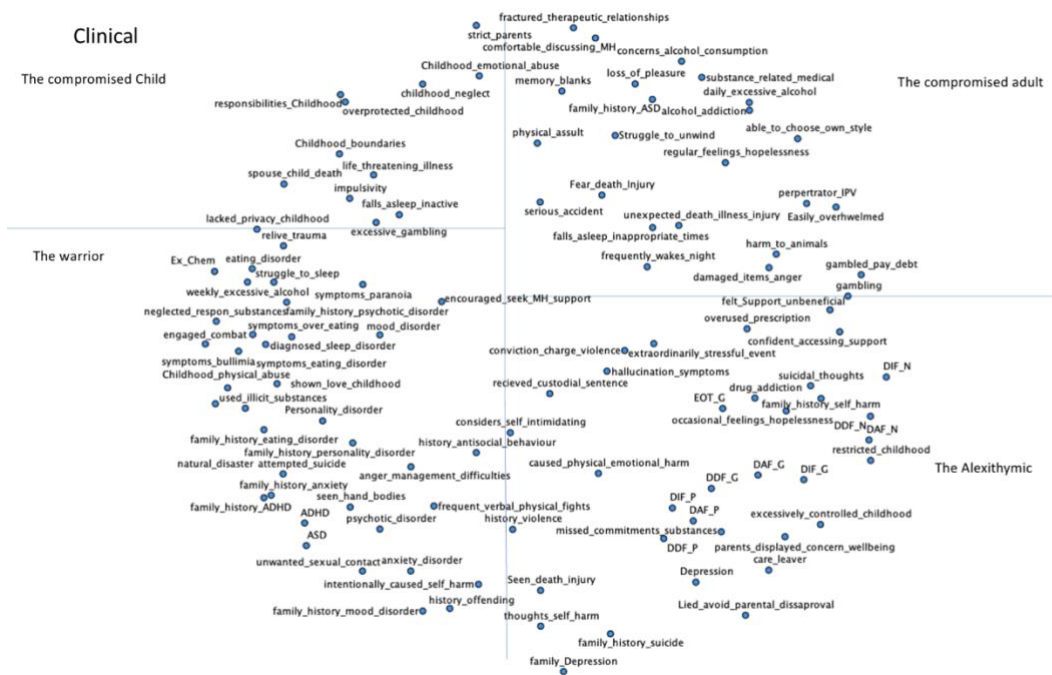 fractured_therapeutic_relationships
Clinical
strict_parents
comfortable_discussing_MH
concerns_alcohol_consumption
Childhood_emotional_abuse
The compromised Child
memory_blanks
loss_of_pleasure
substance_related_medical
The compromised adult
childhood_neglect
daily_excessive_alcohol
responsibilities_Childhood
overprotected_childhood
family_history_ASD
alcohol_addiction
physical_assult
Struggle_to_unwind
able_to_choose_own_style
Childhood_boundaries
regular_feelings_hopelessness
life_threatening_illness
spouse_child_death
impulsivity
Fear_death_Injury
perpertrator_IPV
falls_asleep_inactive
serious_accident
unexpected_death_illness_injury
Easily_overhwelmed
lacked_privacy_childhood
excessive_gambling
relive_trauma
falls_asleep_inappropriate_times
harm_to_animals
The warrior
Ex_Chem
eating_disorder
frequently_wakes_night
struggle_to_sleep
damaged_items_anger
gambled_pay_debt
gambling
weekly_excessive_alcohol
symptoms_paranoia
encouraged_seek_MH_support
felt_Support_unbeneficial
neglected_respon_substances
family_history_psychotic_disorder
overused_prescription
symptoms_over_eating
mood_disorder
engaged_combat
diagnosed_sleep_disorder
confident_accessing_support
conviction_charge_violence
extraordinarily_stressful_event
symptoms_bullimia
symptoms_eating_disorder
DIF_N
Childhood_physical_abuse
hallucination_symptoms
suicidal_thoughts
shown_love_childhood
recieved_custodial_sentence
drug_addiction
used_illicit_substances
EOT_G
family_history_self_harm
Personality_disorder
considers_self_intimidating
occasional_feelings_hopelessness
DDF_N
DAF_N
family_history_eating_disorder
history_antisocial_behaviour
family_history_personality_disorder
restricted_childhood
natural_disaster
attempted_suicide
anger_management_difficulties
caused_physical_emotional_harm
DAF_G
DIF_G
The Alexithymic
DDF_G
family_history_anxiety
seen_hand_bodies
DIF_P
family_history_ADHD
frequent_verbal_physical_fights
DAF_P
ADHD
psychotic_disorder
history_violence
excessively_controlled_childhood
missed_commitments_substances
ASD
DDF_P
parents_displayed_concern_wellbeing
unwanted_sexual_contact
anxiety_disorder
care_leaver
Depression
intentionally_caused_self_harm
Seen_death_injury
history_offending
family_history_mood_disorder
Lied_avoid_parental_dissaproval
thoughts_self_harm
family_history_suicide
family_Depression